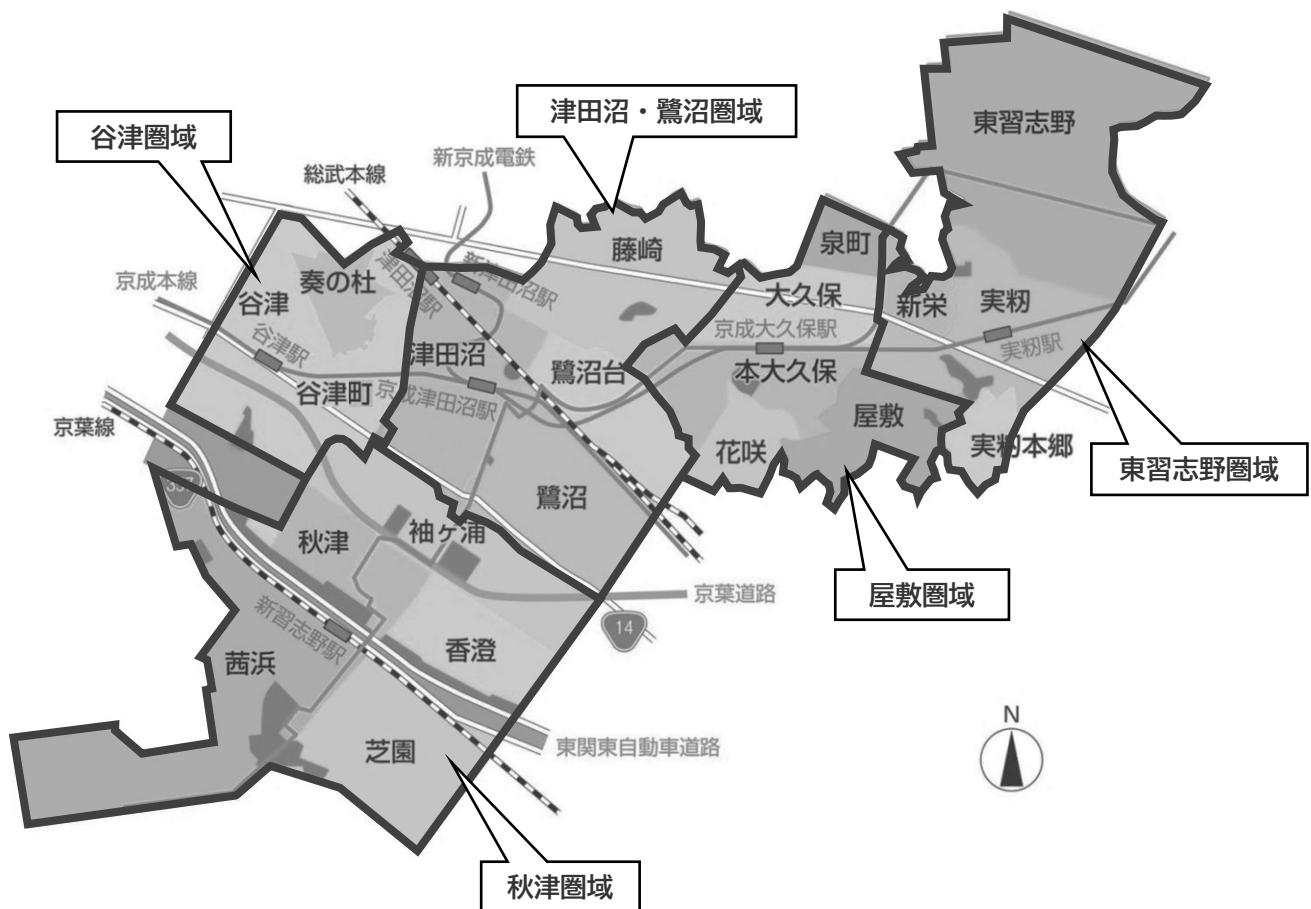 津田沼・鷺沼圏域
東習志野
谷津圏域
新京成電鉄
総武本線
藤崎
泉町
奏の杜
津田沼駅
新津田沼駅
京成本線
谷津
大久保
新栄
実籾
京成大久保駅
実籾駅
谷津駅
津田沼
鷺沼台
本大久保
谷津町
京成津田沼駅
屋敷
京葉線
花咲
実籾本郷
東習志野圏域
357
鷺沼
秋津
袖ヶ浦
京葉道路
屋敷圏域
新習志野駅
14
香澄
茜浜
N
芝園
東関東自動車道路
秋津圏域